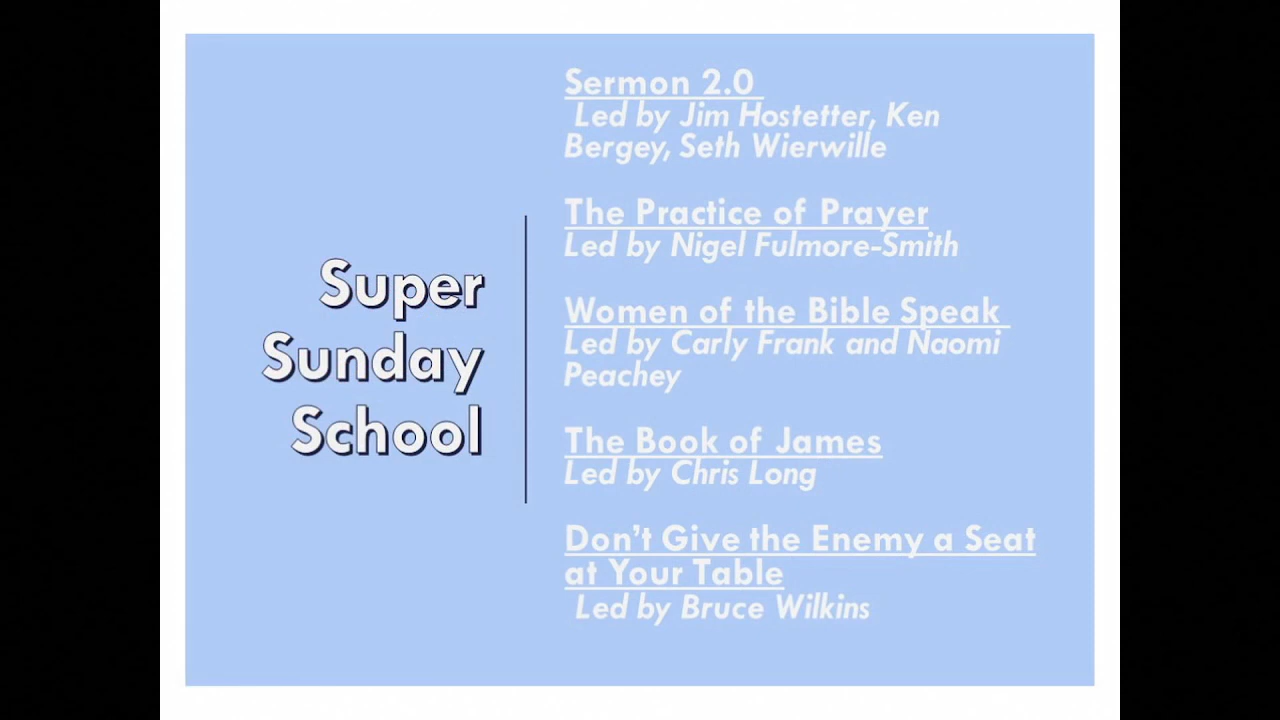 Super
Sunday
School
Sermon 2.0
Led by Jim Hostetter, Ken
Bergey, Seth Wierwille
The Practice of Prayer
Led by Nigel Fulmore-Smith
Women of the Bible Speak
Led by Carly Frank and Naomi
Peachey
The Book of James
Led by Chris Long
Don't Give the Enemy a Seat
at Your Table
Led by Bruce Wilkins